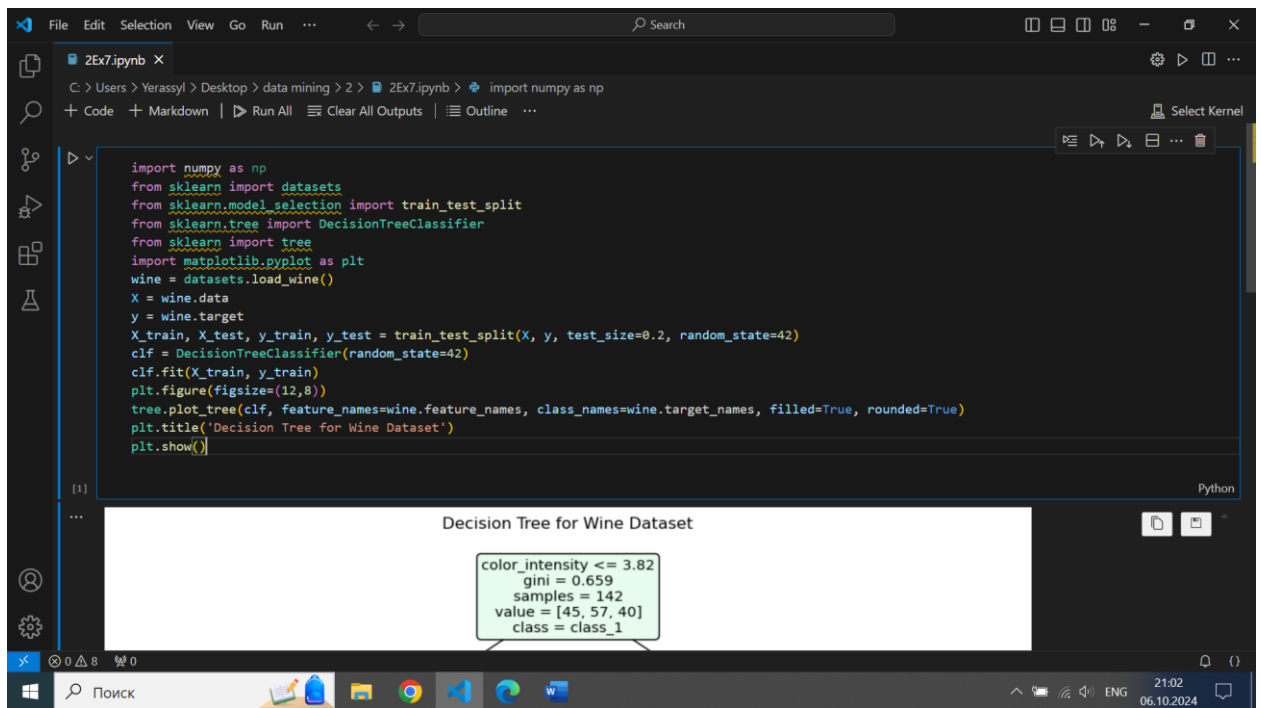 File Edit Selection View Go Run ··· Search
2Ex7.ipynb
C: > Users > Yerassyl > Desktop > data mining > 2 > 2Ex7.ipynb > import numpy as np
+ Code + Markdown | Run All Clear All Outputs | Outline ··· Select Kernel
import numpy as np
from sklearn import datasets
from sklearn.model_selection import train_test_split
from sklearn.tree import DecisionTreeClassifier
from sklearn import tree
import matplotlib.pyplot as plt
wine = datasets.load_wine()
X = wine.data
y = wine.target
X_train, X_test, y_train, y_test = train_test_split(X, y, test_size=0.2, random_state=42)
clf = DecisionTreeClassifier(random_state=42)
clf.fit(X_train, y_train)
plt.figure(figsize=(12,8))
tree.plot_tree(clf, feature_names=wine.feature_names, class_names=wine.target_names, filled=True, rounded=True)
plt.title('Decision Tree for Wine Dataset')
plt.show()
[1] Python
Decision Tree for Wine Dataset
color_intensity <= 3.82
gini = 0.659
samples = 142
value = [45, 57, 40]
class = class_1
0 8 0 {}
Поиск
W
ENG
21:02
06.10.2024